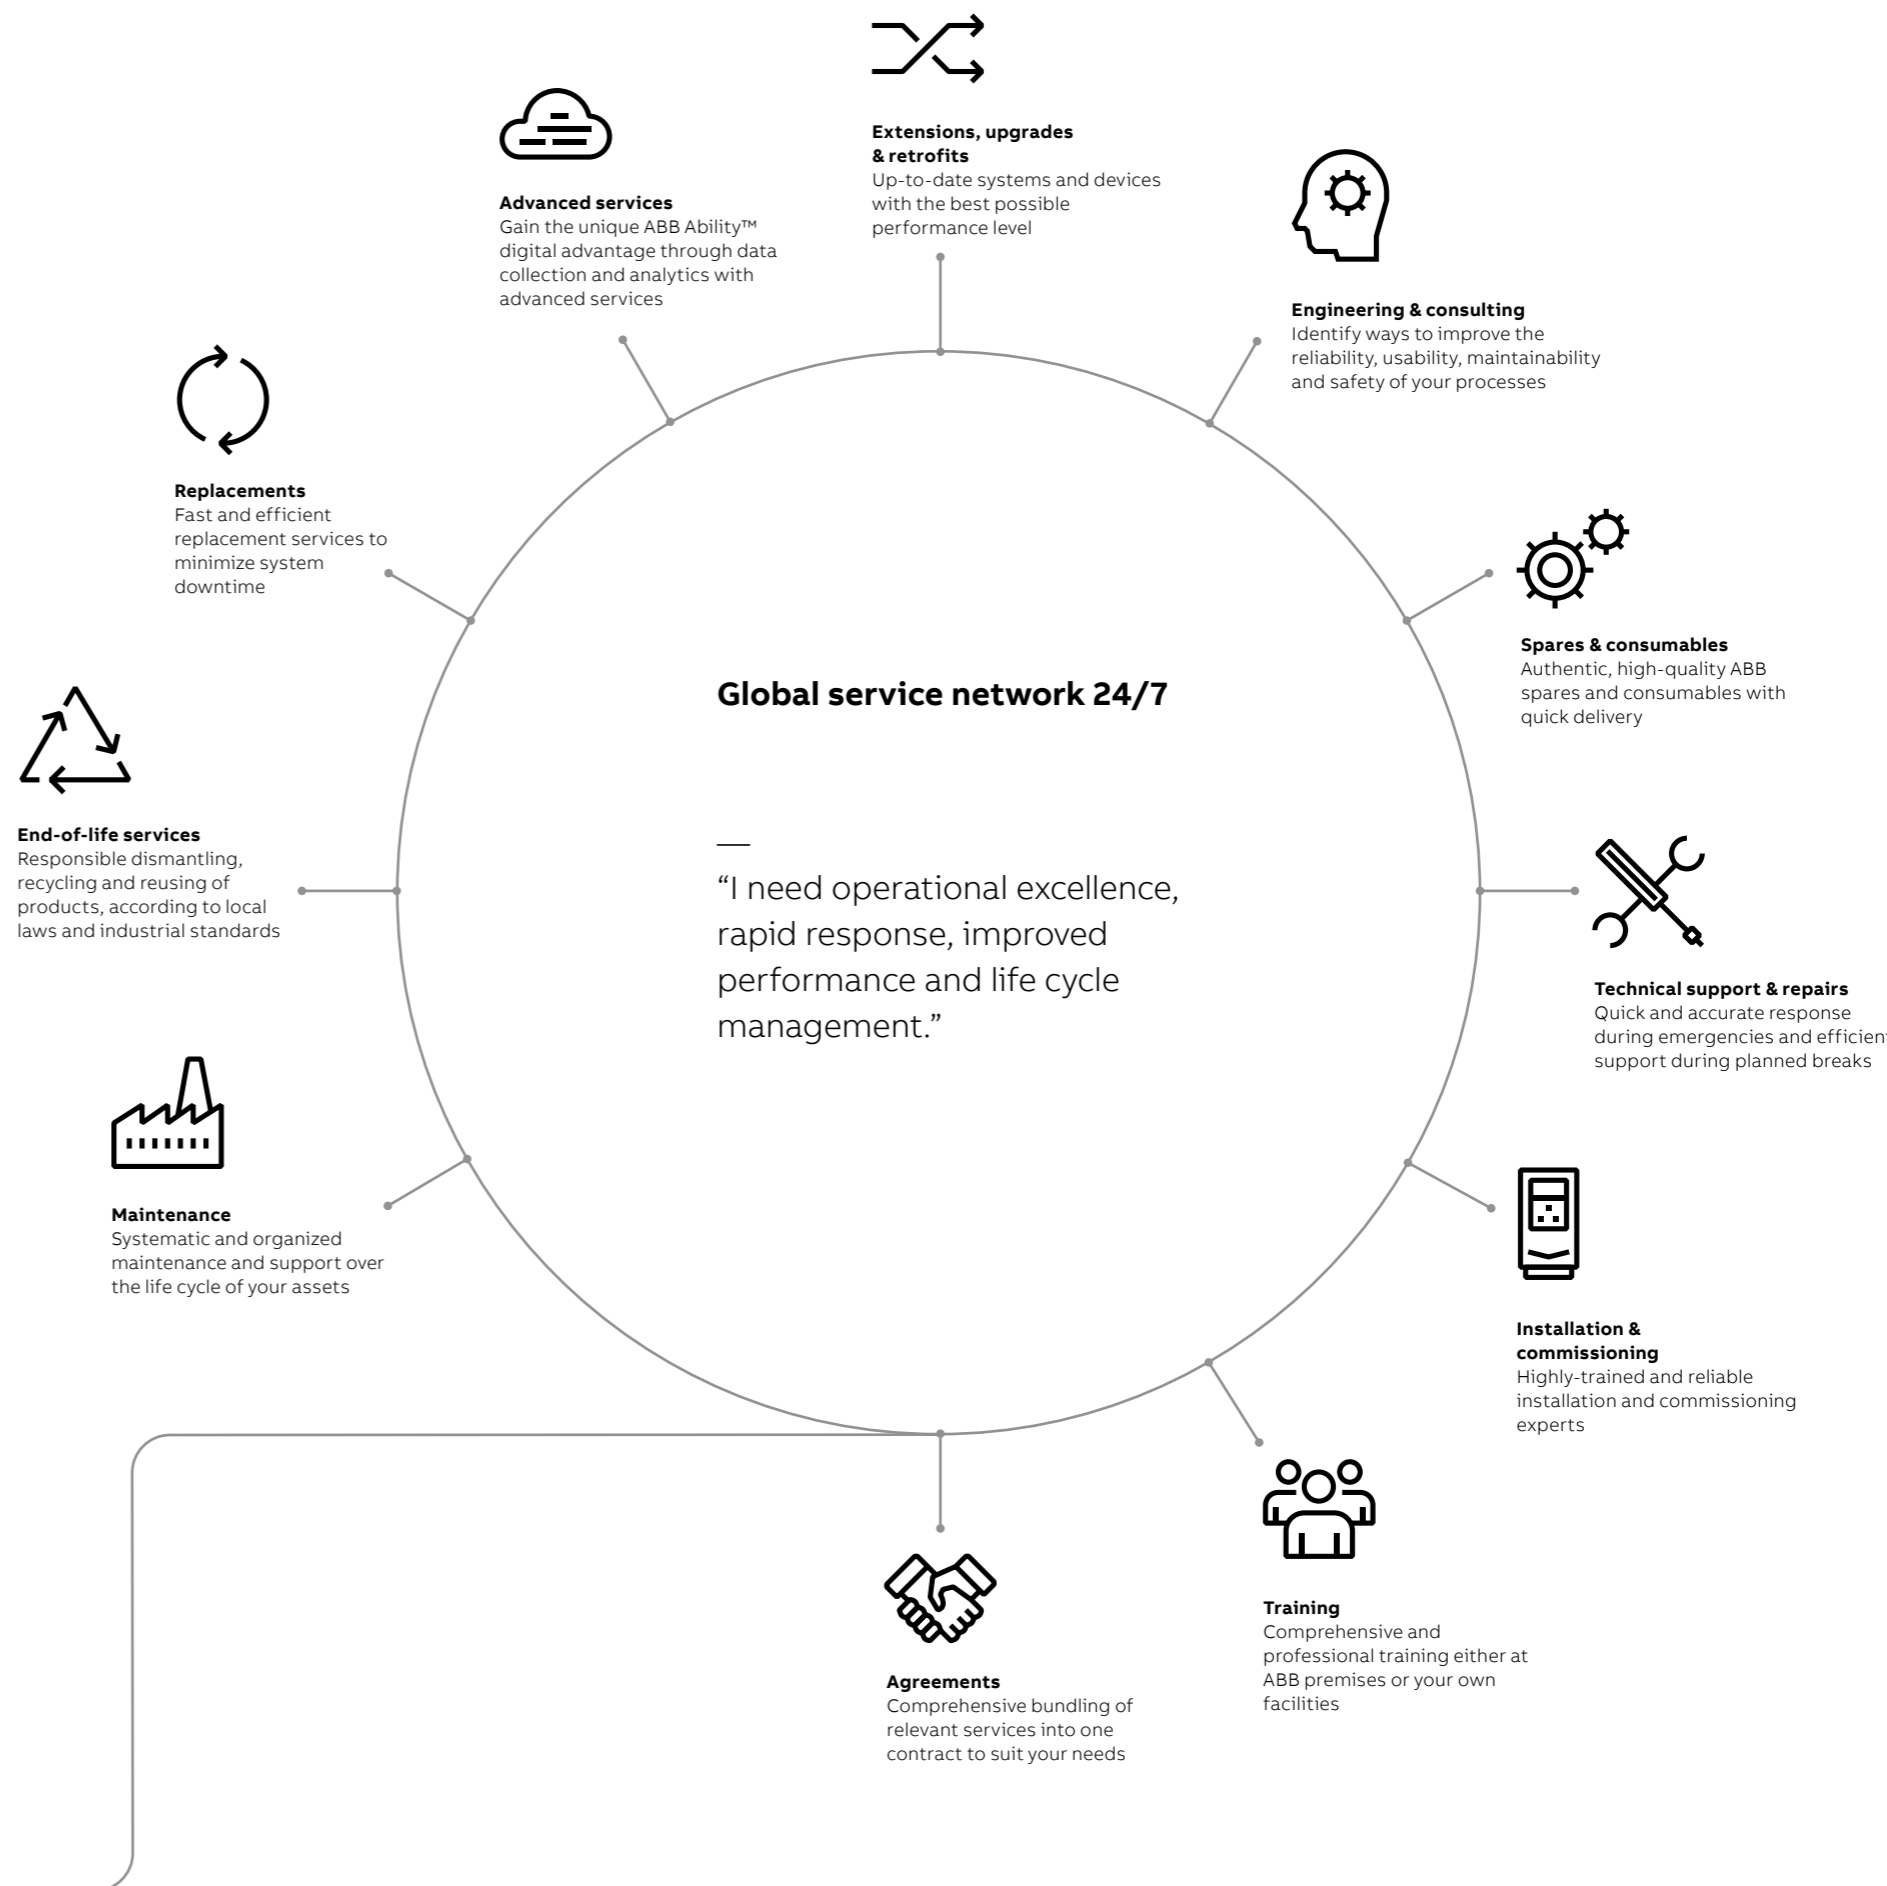 Extensions, upgrades
& retrofits
Up-to-date systems and devices
with the best possible
performance level
Advanced services
Gain the unique ABB Ability™
digital advantage through data
collection and analytics with
advanced services
Engineering & consulting
Identify ways to improve the
reliability, usability, maintainability
and safety of your processes
Replacements
Fast and efficient
replacement services to
minimize system
downtime
Spares & consumables
Authentic, high-quality ABB
spares and consumables with
quick delivery
Global service network 24/7
“I need operational excellence,
rapid response, improved
performance and life cycle
management.”
End-of-life services
Responsible dismantling,
recycling and reusing of
products, according to local
laws and industrial standards
Technical support & repairs
Quick and accurate response
during emergencies and efficient
support during planned breaks
Maintenance
Systematic and organized
maintenance and support over
the life cycle of your assets
Installation &
commissioning
Highly-trained and reliable
installation and commissioning
experts
Training
Comprehensive and
professional training either at
ABB premises or your own
facilities
Agreements
Comprehensive bundling of
relevant services into one
contract to suit your needs